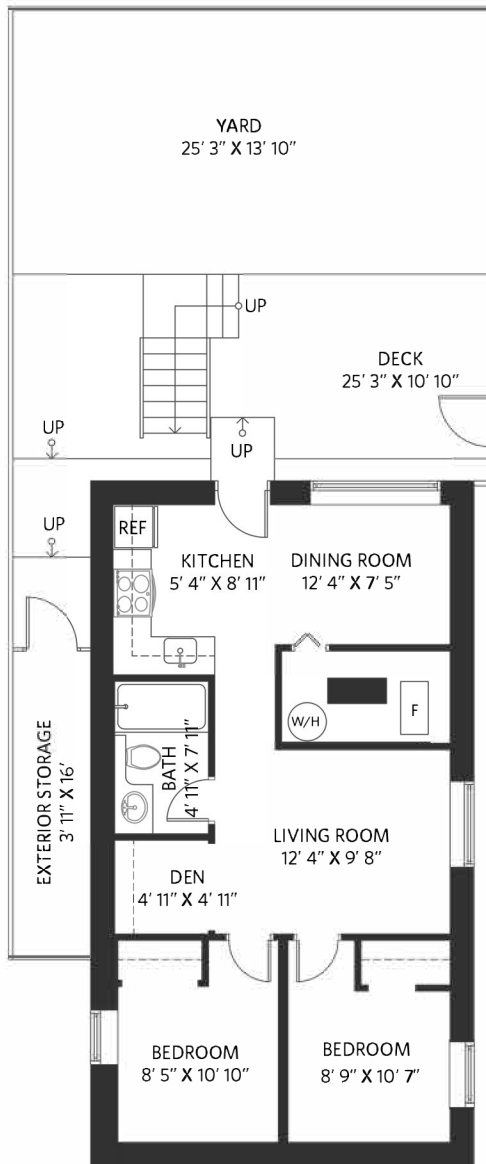 YARD
25' 3" X 13' 10"
UP
DECK
25' 3" X 10' 10"
UP
UP
UP
REF
KITCHEN
5' 4" X 8' 11"
DINING ROOM
12' 4" X 7' 5"
W/H
F
BATH
4' 11" X 7' 11"
EXTERIOR STORAGE
3' 11" X 16'
LIVING ROOM
12' 4" X 9' 8"
DEN
4' 11" X 4' 11"
BEDROOM
8' 5" X 10' 10"
BEDROOM
8' 9" X 10' 7"